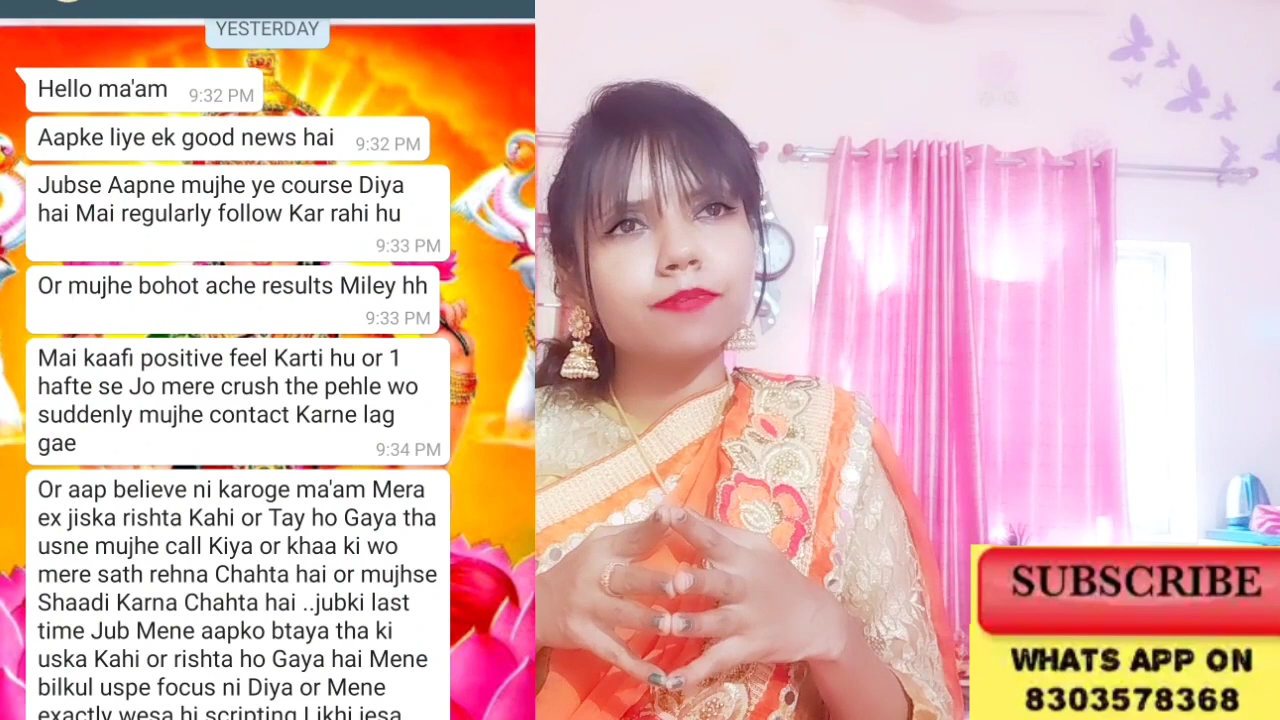 YESTERDAY
Hello ma'am 9:32 PM
Aapke liye ek good news hai 9:32 PM
Jubse Aapne mujhe ye course Diya
hai Mai regularly follow Kar rahi hu
9:33 PM
Or mujhe bohot ache results Miley hh
9:33 PM
Mai kaafi positive feel Karti hu or 1
hafte se Jo mere crush the pehle wo
suddenly mujhe contact Karne lag
gae 9:34 PM
Or aap believe ni karoge ma'am Mera
ex jiska rishta Kahi or Tay ho Gaya tha
usne mujhe call Kiya or khaa ki wo
mere sath rehna Chahta hai or mujhse
Shaadi Karna Chahta hai ..jubki last
time Jub Mene aapko btaya tha ki
uska Kahi or rishta ho Gaya hai Mene
bilkul uspe focus ni Diya or Mene
exactly wesa hi scripting Likhi jesa
SUBSCRIBE
WHATS APP ON
8303578368